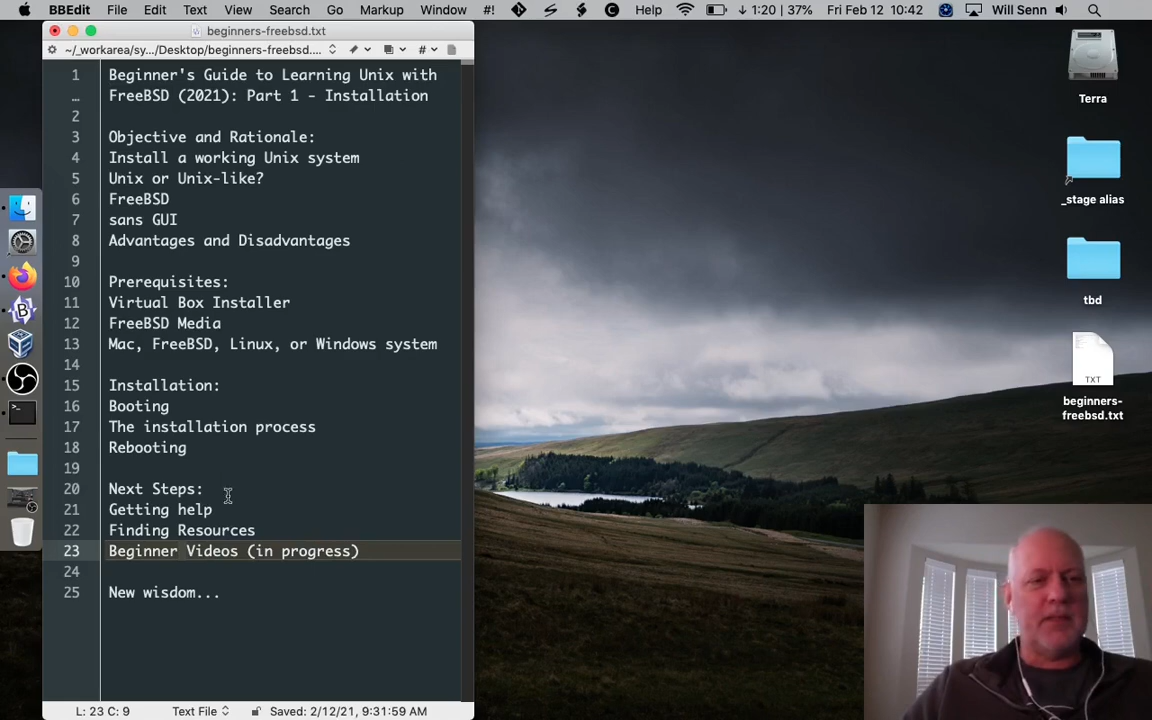 BBEdit File Edit Text View Search Go Markup Window #! Help 1:20 | 37% Fri Feb 12 10:42 Will Senn
beginners-freebsd.txt
~/_workarea/sy.../Desktop/beginners-freebsd....
#
1 Beginner's Guide to Learning Unix with
... FreeBSD (2021): Part 1 - Installation
2
3 Objective and Rationale:
4 Install a working Unix system
5 Unix or Unix-like?
6 FreeBSD
7 sans GUI
8 Advantages and Disadvantages
9
10 Prerequisites:
11 Virtual Box Installer
12 FreeBSD Media
13 Mac, FreeBSD, Linux, or Windows system
14
15 Installation:
16 Booting
17 The installation process
18 Rebooting
19
20 Next Steps:
21 Getting help
22 Finding Resources
23 Beginner Videos (in progress)
24
25 New wisdom...
L: 23 C: 9 Text File Saved: 2/12/21, 9:31:59 AM
Terra
_stage alias
tbd
TXT
beginners-
freebsd.txt